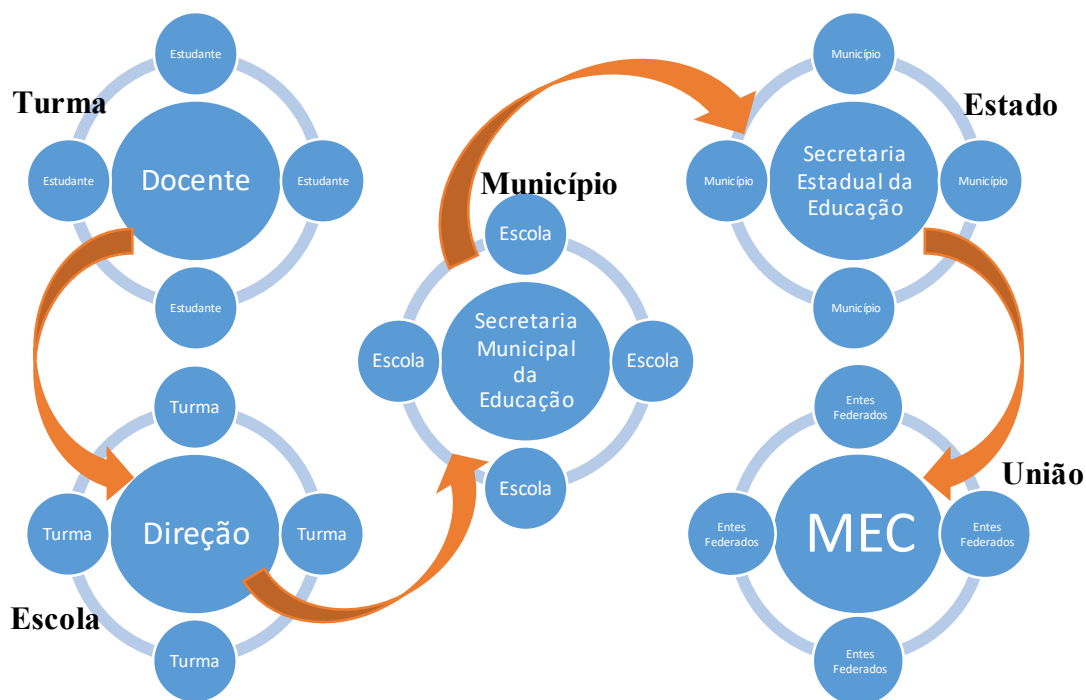 Turma
Estudante
Estudante
Docente
Estudante
Estudante
Turma
Turma
Direção
Turma
Turma
Escola
Município
Escola
Escola
Secretaria
Municipal
da
Educação
Escola
Escola
Estado
Município
Município
Secretaria
Estadual da
Educação
Município
Município
União
Entes
Federados
Entes
Federados
MEC
Entes
Federados
Entes
Federados